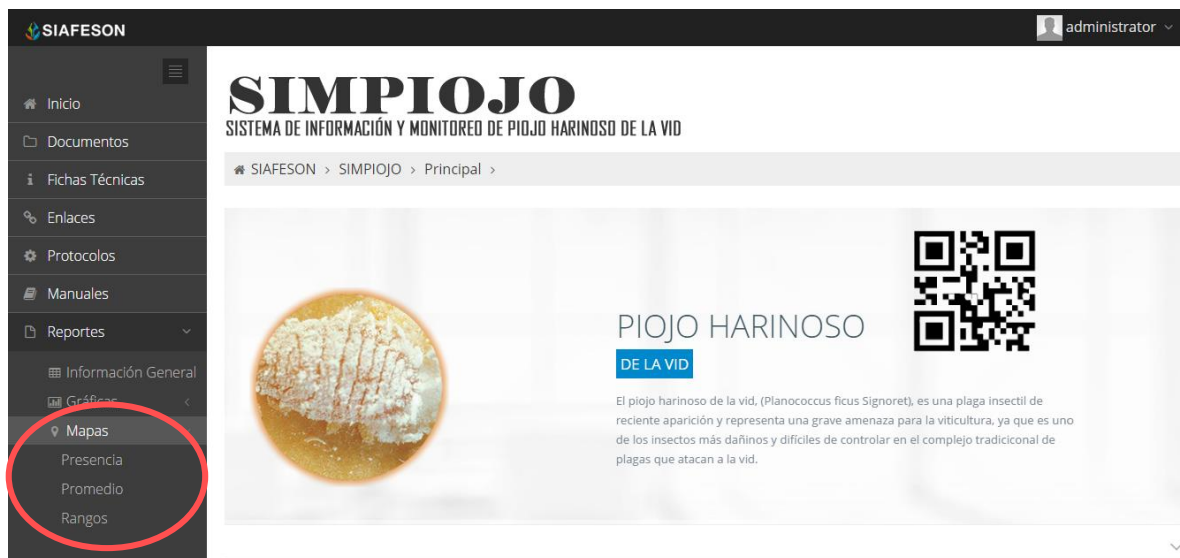 SIAFESON
administrator
Inicio
Documentos
Fichas Técnicas
Enlaces
Protocolos
Manuales
Reportes
Información General
Gráficas
Mapas
Presencia
Promedio
Rangos
SIMPIOJO
SISTEMA DE INFORMACIÓN Y MONITOREO DE PIOJO HARINOSO DE LA VID
SIAFESON > SIMPIOJO > Principal >
PIOJO HARINOSO
DE LA VID
El piojo harinoso de la vid, (Planococcus ficus Signoret), es una plaga insectil de
reciente aparición y representa una grave amenaza para la viticultura, ya que es uno
de los insectos más dañinos y difíciles de controlar en el complejo tradiciconal de
plagas que atacan a la vid.